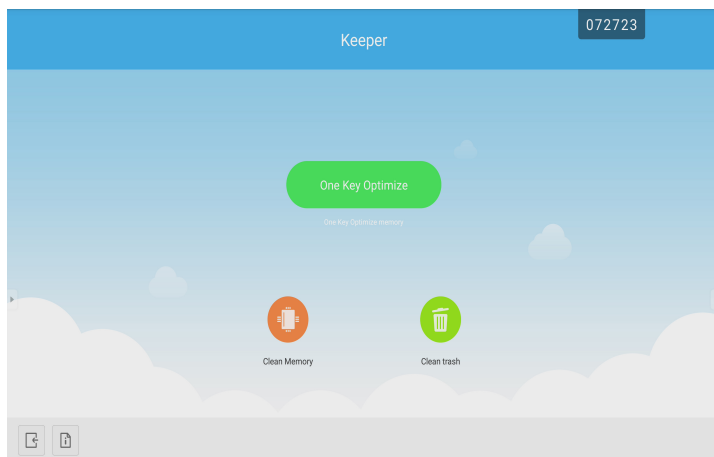 Keeper
072723
One Key Optimize
One Key Optimize memory
Clean Memory
Clean trash